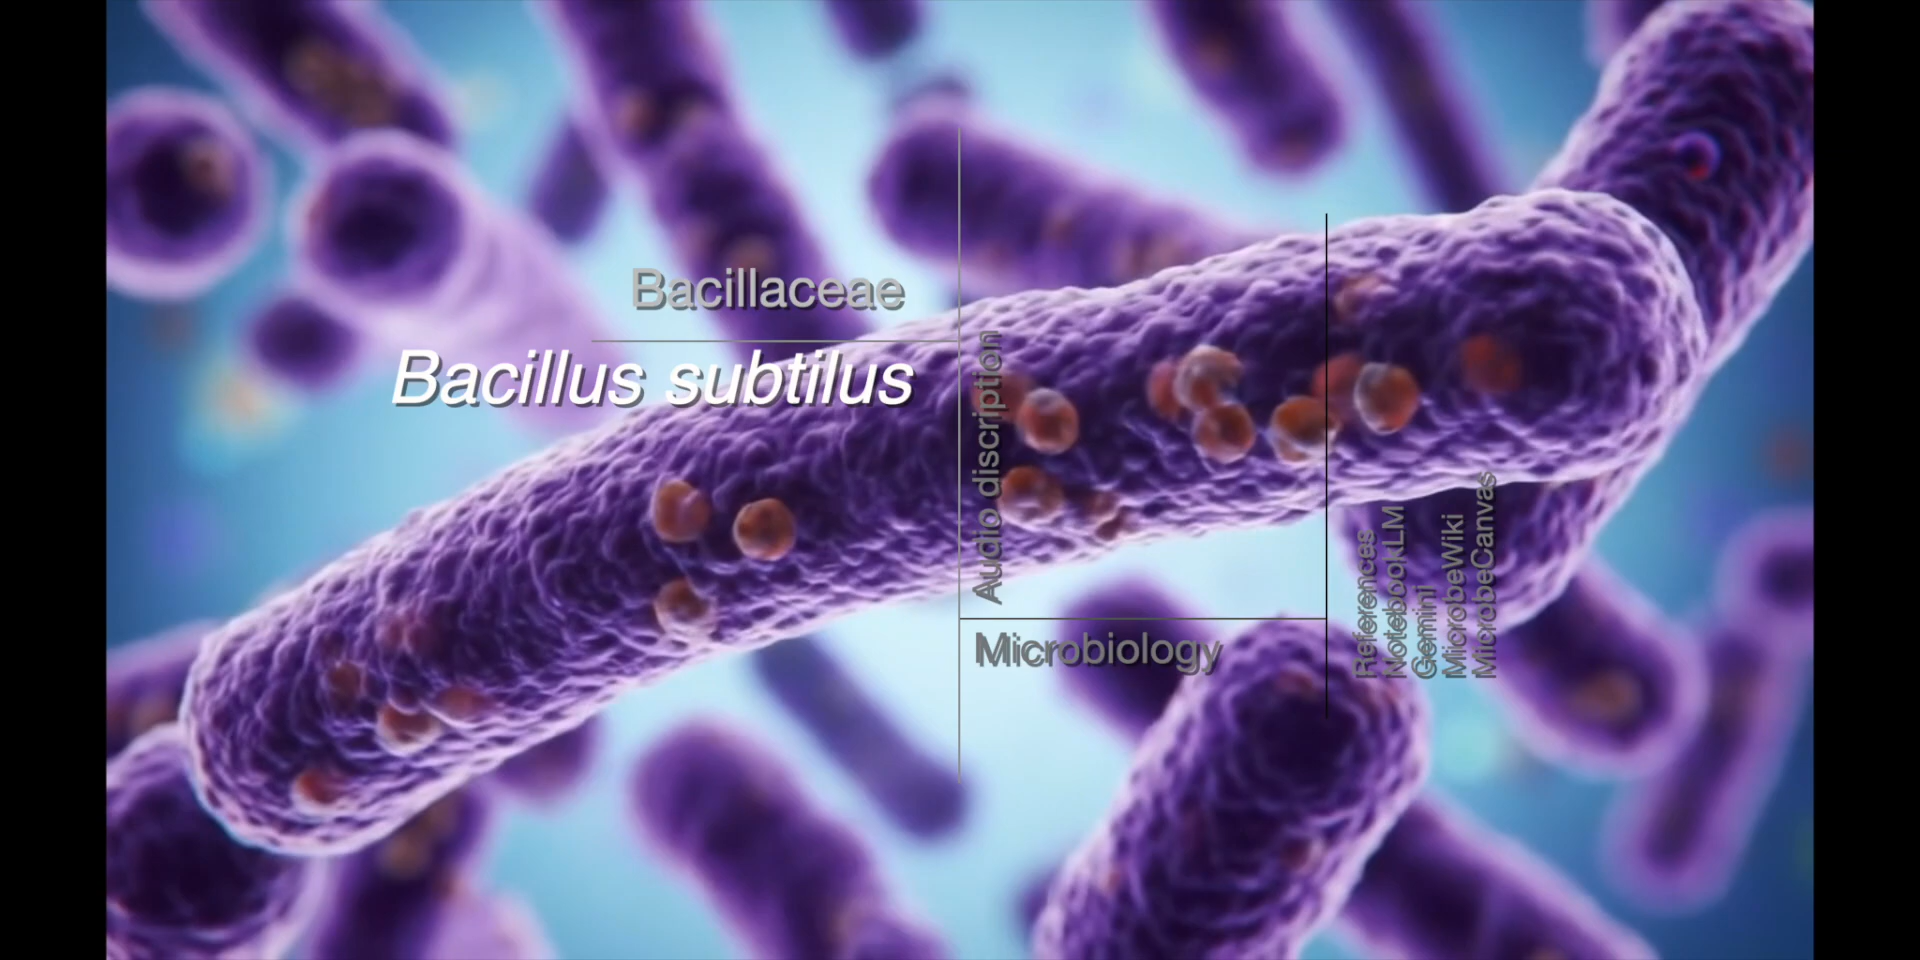 Bacillaceae
Bacillus subtilus
Audio discription
Microbiology
References
NotebookLM
Gemini
MicrobeWiki
MicrobeCanvas